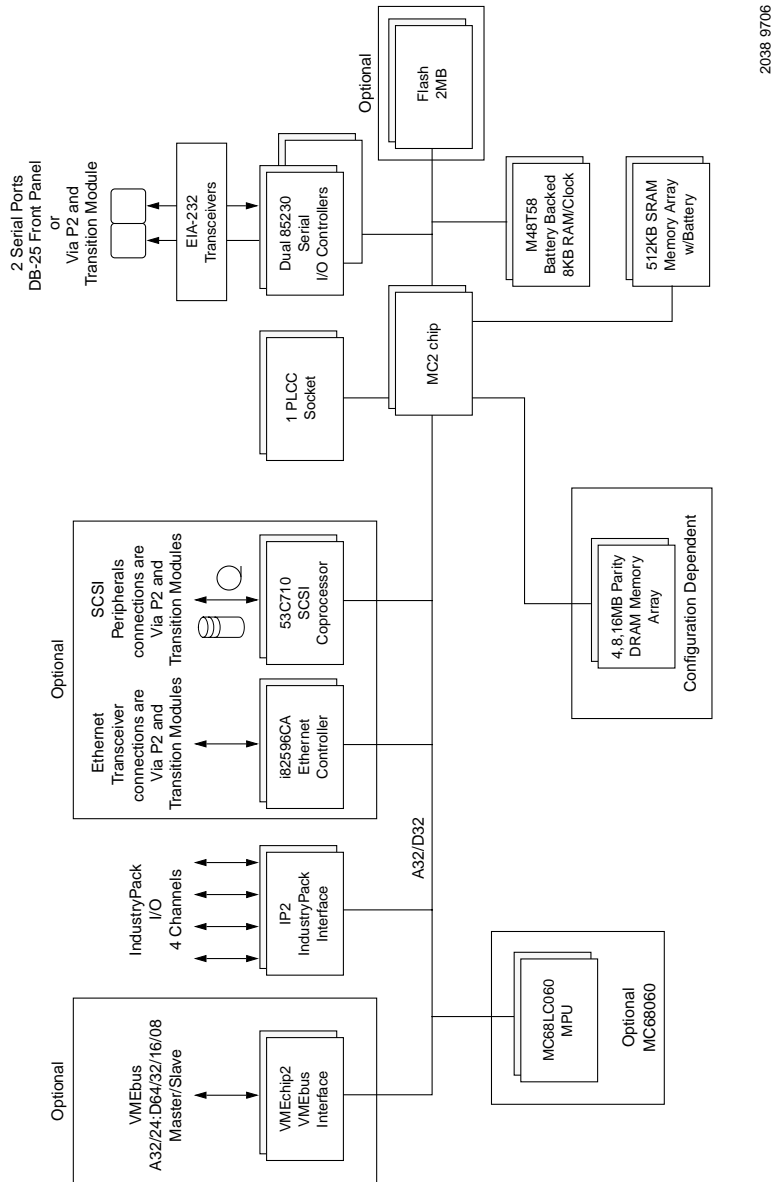 Optional
VMEbus
A32/24:D64/32/16/08
Master/Slave
VMEchip2
VMEbus
Interface
IndustryPack
I/O
4 Channels
IP2
IndustryPack
Interface
Optional
Ethernet
Transceiver
connections are
Via P2 and
Transition Modules
i82596CA
Ethernet
Controller
SCSI
Peripherals
connections are
Via P2 and
Transition Modules
53C710
SCSI
Coprocessor
1 PLCC
Socket
2 Serial Ports
DB-25 Front Panel
or
Via P2 and
Transition Module
EIA-232
Transceivers
Dual 85230
Serial
I/O Controllers
Optional
Flash
2MB
A32/D32
MC2 chip
MC68LC060
MPU
Optional
MC68060
4,8,16MB Parity
DRAM Memory
Array
Configuration Dependent
M48T58
Battery Backed
8KB RAM/Clock
512KB SRAM
Memory Array
w/Battery
2038 9706